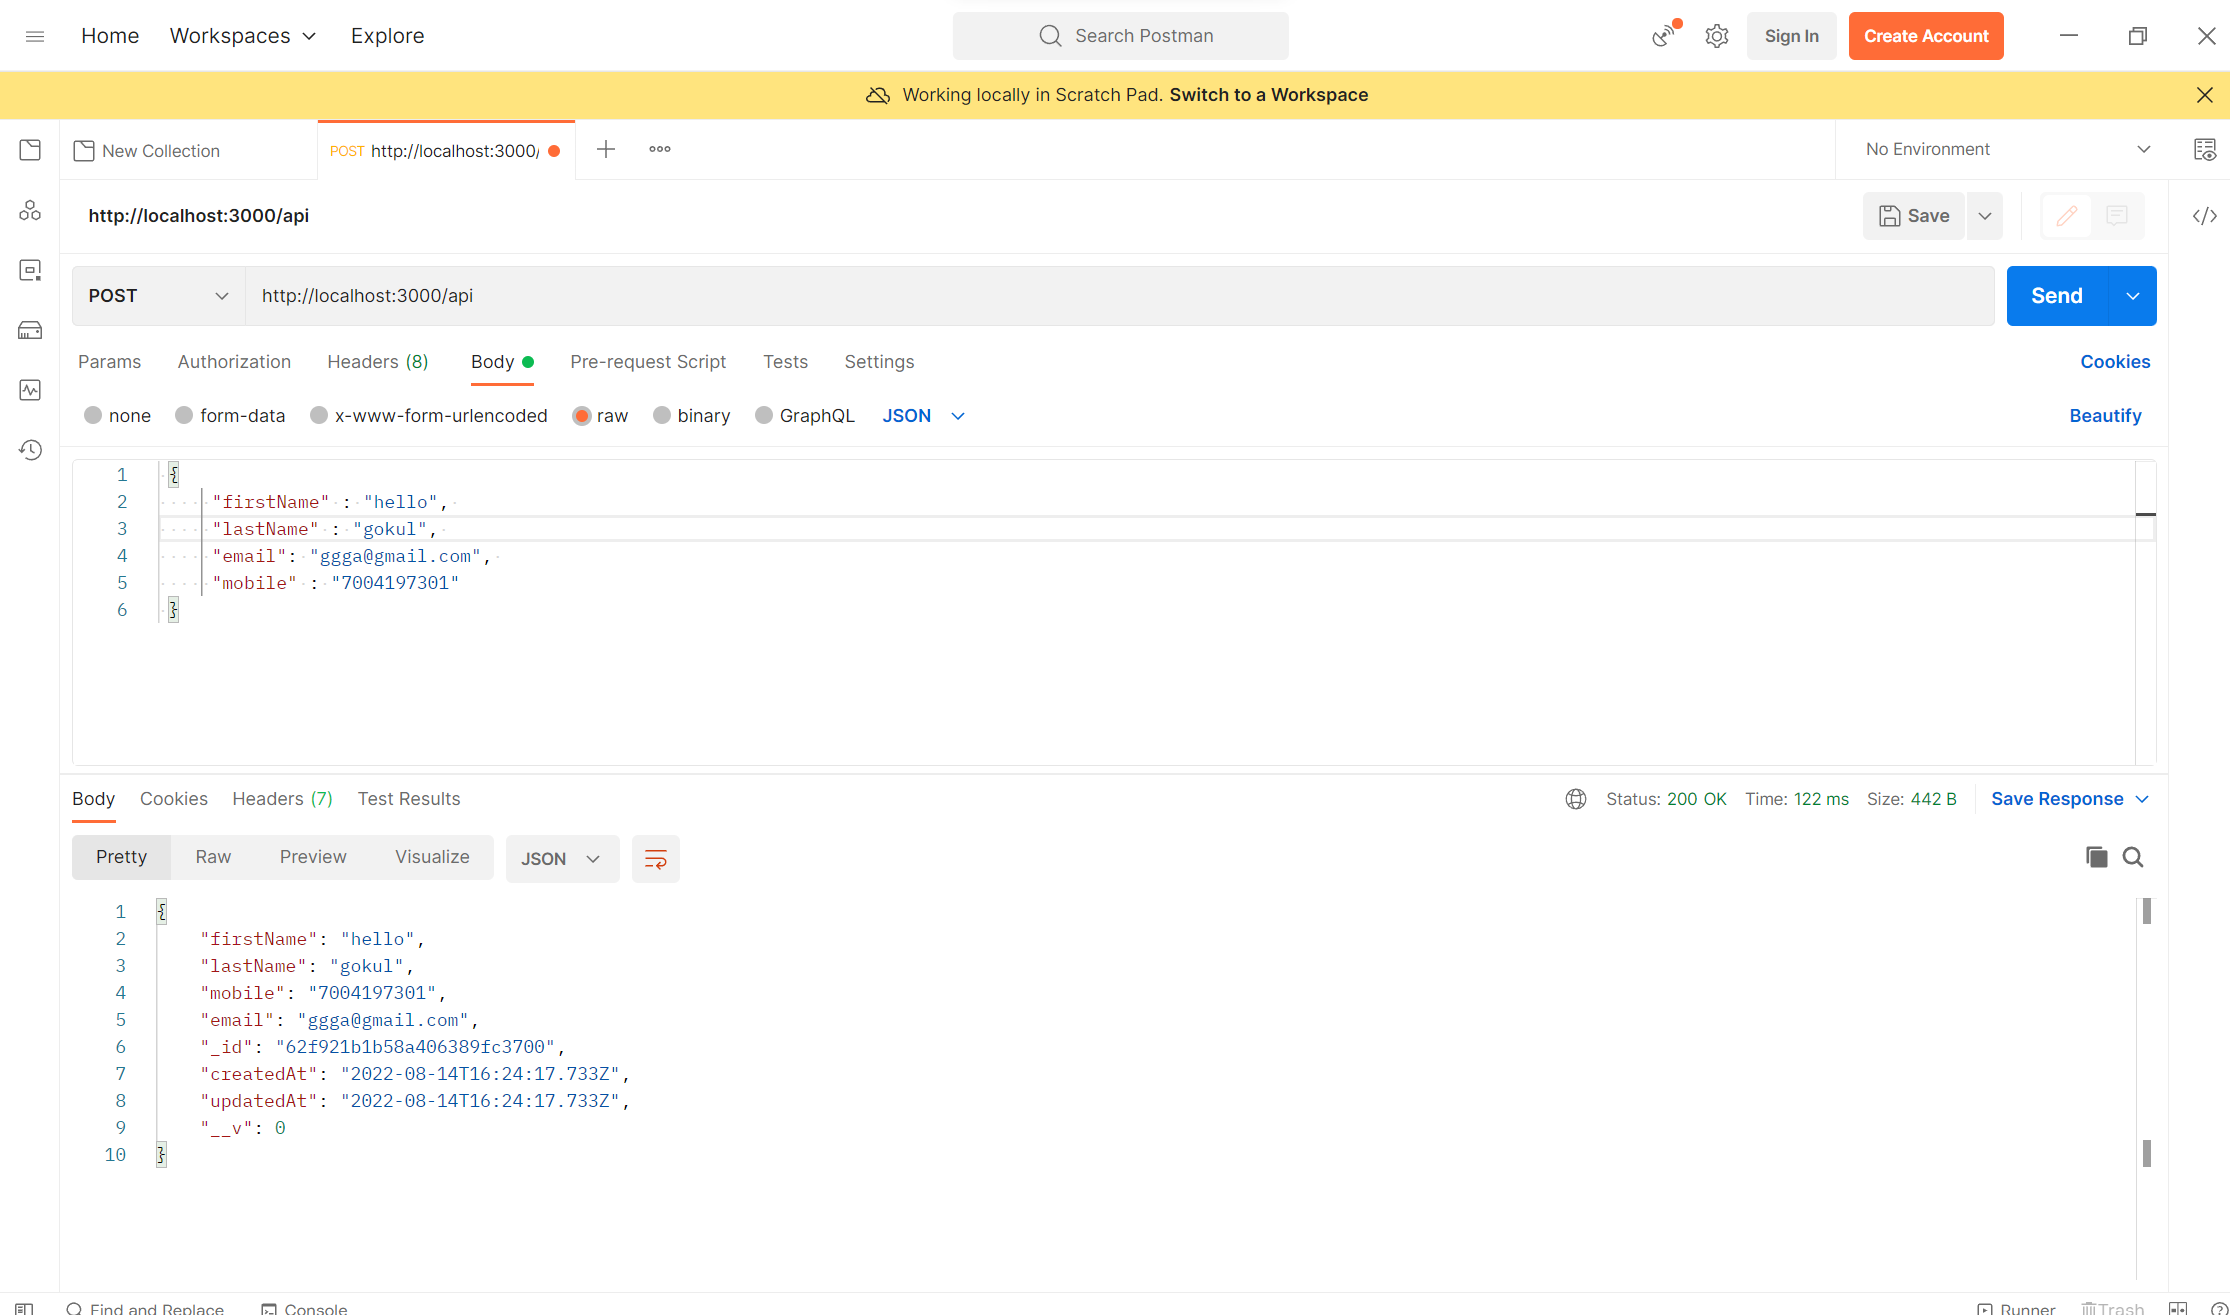 Home Workspaces Explore Search Postman Sign In Create Account
Working locally in Scratch Pad. Switch to a Workspace
New Collection POST http://localhost:3000/ No Environment
http://localhost:3000/api Save
POST http://localhost:3000/api Send
Params Authorization Headers (8) Body Pre-request Script Tests Settings Cookies
none form-data x-www-form-urlencoded raw binary GraphQL JSON Beautify
1 {
2 "firstName" : "hello",
3 "lastName" : "gokul",
4 "email": "ggga@gmail.com",
5 "mobile" : "7004197301"
6 }
Body Cookies Headers (7) Test Results Status: 200 OK Time: 122 ms Size: 442 B Save Response
Pretty Raw Preview Visualize JSON
1 {
2 "firstName": "hello",
3 "lastName": "gokul",
4 "mobile": "7004197301",
5 "email": "ggga@gmail.com",
6 "_id": "62f921b1b58a406389fc3700",
7 "createdAt": "2022-08-14T16:24:17.733Z",
8 "updatedAt": "2022-08-14T16:24:17.733Z",
9 "__v": 0
10 }
Find and Replace Console Runner Trash